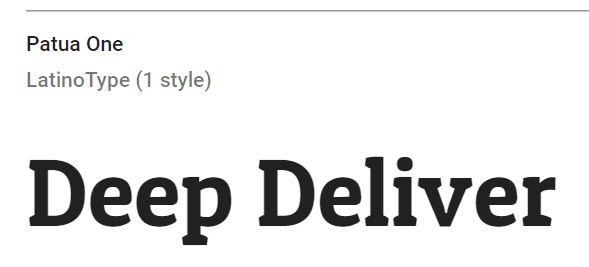 Patua One
LatinoType (1 style)
Deep Deliver